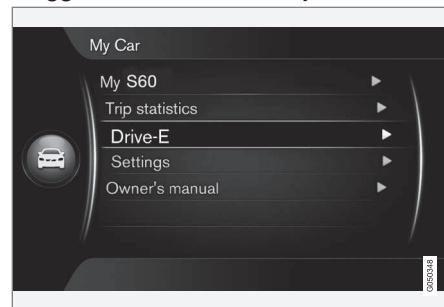 My Car
My S60
Trip statistics
Drive-E
Settings
Owner's manual
G050348